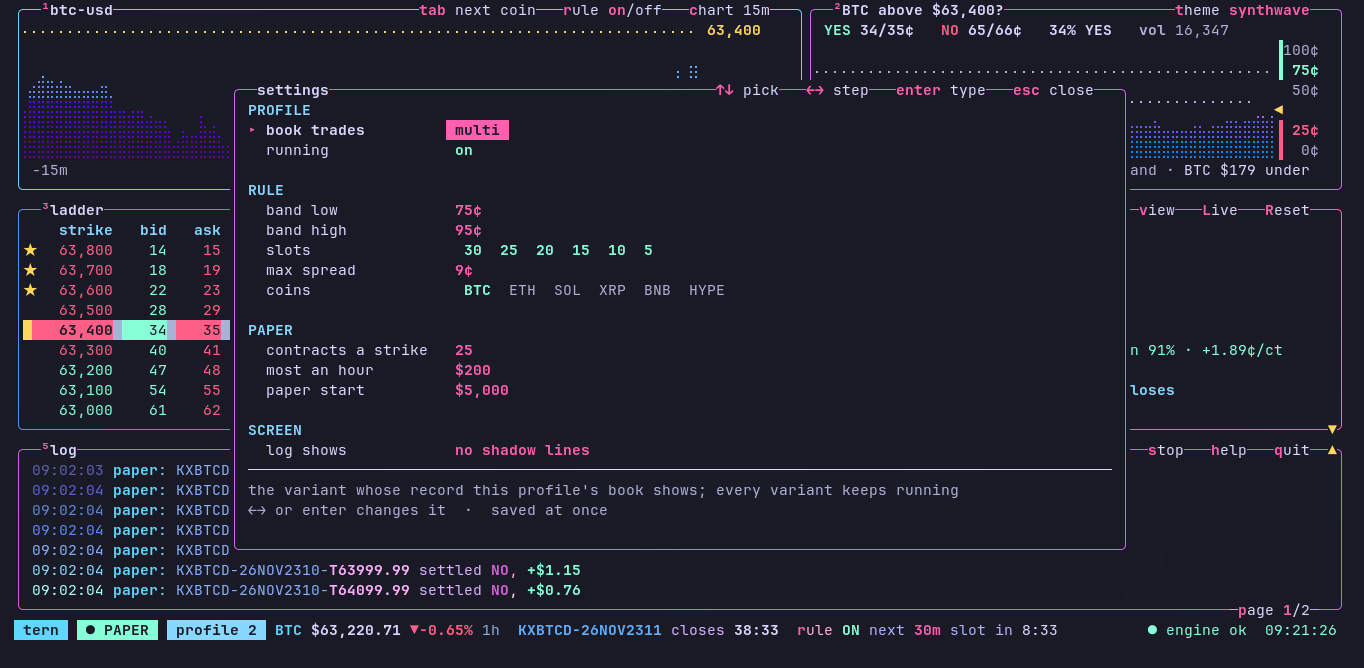 ¹btc-usd tab next coin rule on/off chart 15m ²BTC above $63,400? theme synthwave
63,400 YES 34/35¢ NO 65/66¢ 34% YES vol 16,347
100¢
75¢
settings ↑↓ pick ←→ step enter type esc close 50¢
PROFILE
▸ book trades multi 25¢
running on 0¢
-15m and · BTC $179 under
RULE
³ladder band low 75¢ view Live Reset
strike bid ask band high 95¢
★ 63,800 14 15 slots 30 25 20 15 10 5
★ 63,700 18 19 max spread 9¢
★ 63,600 22 23 coins BTC ETH SOL XRP BNB HYPE
63,500 28 29
63,400 34 35 PAPER
63,300 40 41 contracts a strike 25 n 91% · +1.89¢/ct
63,200 47 48 most an hour $200
63,100 54 55 paper start $5,000 loses
63,000 61 62
SCREEN ▼
⁵log log shows no shadow lines stop help quit ▲
09:02:03 paper: KXBTCD
09:02:04 paper: KXBTCD the variant whose record this profile's book shows; every variant keeps running
09:02:04 paper: KXBTCD ←→ or enter changes it · saved at once
09:02:04 paper: KXBTCD
09:02:04 paper: KXBTCD
09:02:04 paper: KXBTCD-26NOV2310-T63999.99 settled NO, +$1.15
09:02:04 paper: KXBTCD-26NOV2310-T64099.99 settled NO, +$0.76
page 1/2
tern ● PAPER profile 2 BTC $63,220.71 ▼-0.65% 1h KXBTCD-26NOV2311 closes 38:33 rule ON next 30m slot in 8:33 ● engine ok 09:21:26